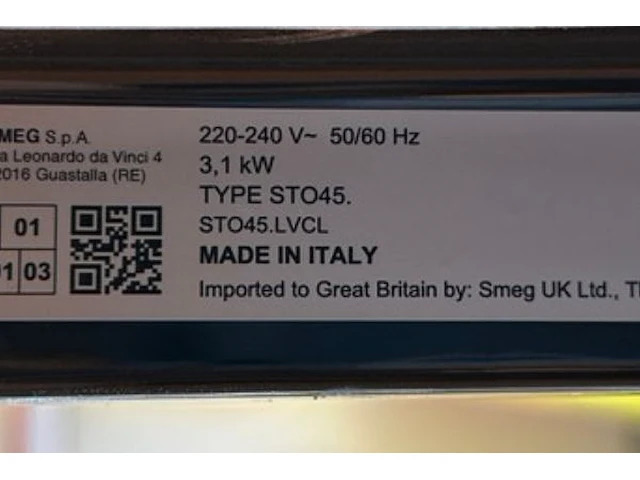 MEG S.p.A.
a Leonardo da Vinci 4
2016 Guastalla (RE)
01
01 03
220-240 V~ 50/60 Hz
3,1 kW
TYPE STO45.
STO45.LVCL
MADE IN ITALY
Imported to Great Britain by: Smeg UK Ltd.,